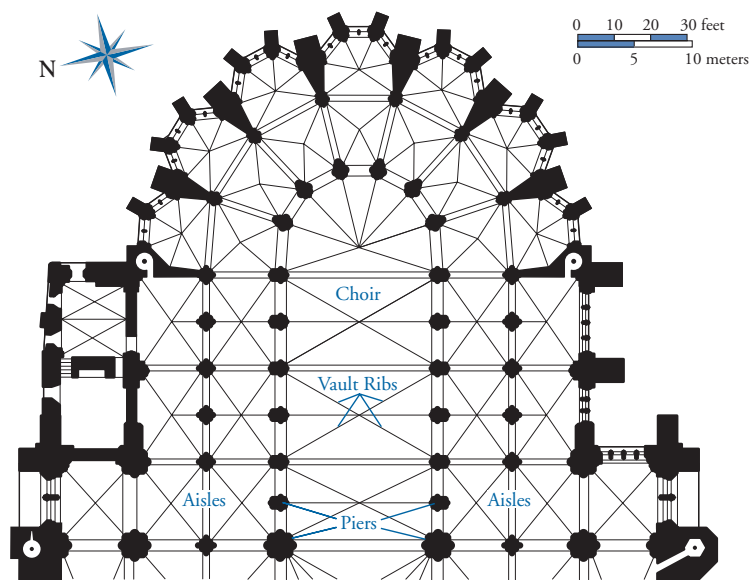 N
0 10 20 30 feet
0 5 10 meters
Choir
Vault Ribs
Aisles
Aisles
Piers